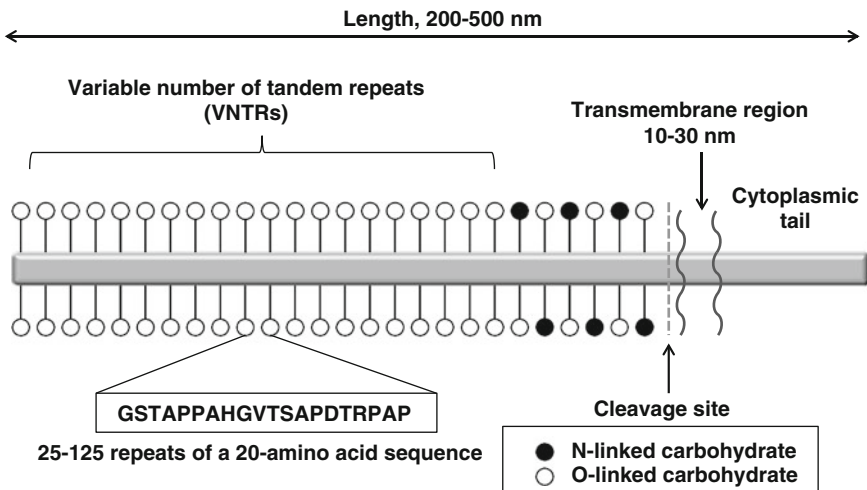 Length, 200-500 nm
Variable number of tandem repeats
(VNTRs)
Transmembrane region
10-30 nm
Cytoplasmic
tail
GSTAPPAHGVTSAPDTRPAP
25-125 repeats of a 20-amino acid sequence
Cleavage site
N-linked carbohydrate
O-linked carbohydrate